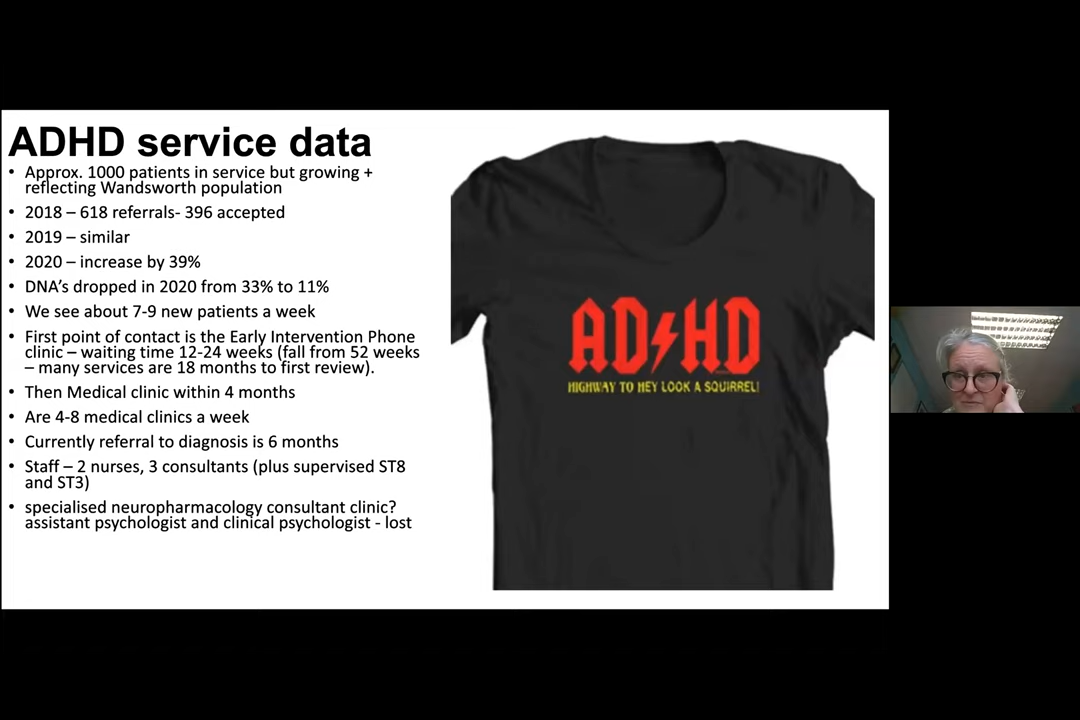 ADHD service data
• Approx. 1000 patients in service but growing +
reflecting Wandsworth population
• 2018 – 618 referrals- 396 accepted
• 2019 – similar
• 2020 – increase by 39%
• DNA's dropped in 2020 from 33% to 11%
• We see about 7-9 new patients a week
• First point of contact is the Early Intervention Phone
clinic – waiting time 12-24 weeks (fall from 52 weeks
– many services are 18 months to first review).
• Then Medical clinic within 4 months
• Are 4-8 medical clinics a week
• Currently referral to diagnosis is 6 months
• Staff – 2 nurses, 3 consultants (plus supervised ST8
and ST3)
• specialised neuropharmacology consultant clinic?
assistant psychologist and clinical psychologist - lost
AD⚡HD
HIGHWAY TO HEY LOOK A SQUIRREL!